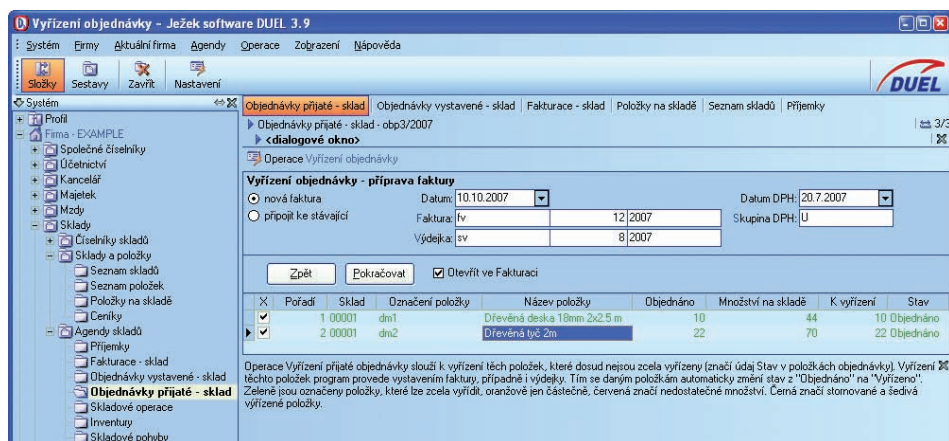 Vyřízení objednávky - Ježek software DUEL 3.9
Systém Firmy Aktuální firma Agendy Operace Zobrazení Nápověda
Složky Sestavy Zavřít Nastavení
DUEL
Systém
Profil
Firma - EXAMPLE
Společné číselníky
Účetnictví
Kancelář
Majetek
Mzdy
Sklady
Číselníky skladů
Sklady a položky
Seznam skladů
Seznam položek
Položky na skladě
Ceníky
Agendy skladů
Příjemky
Fakturace - sklad
Objednávky vystavené - sklad
Objednávky přijaté - sklad
Skladové operace
Inventury
Skladové pohyby
Objednávky přijaté - sklad Objednávky vystavené - sklad Fakturace - sklad Položky na skladě Seznam skladů Příjemky
Objednávky přijaté - sklad - obp3/2007 3/3
<dialogové okno>
Operace Vyřízení objednávky
Vyřízení objednávky - příprava faktury
nová faktura Datum: 10.10.2007 Datum DPH: 20.7.2007
připojit ke stávající Faktura: fv 12 2007 Skupina DPH: U
Výdejka: sv 8 2007
Zpět Pokračovat Otevřít ve Fakturaci
X Pořadí Sklad Označení položky Název položky Objednáno Množství na skladě K vyřízení Stav
1 00001 dm1 Dřevěná deska 18mm 2x2.5 m 10 44 10 Objednáno
2 00001 dm2 Dřevěná tyč 2m 22 70 22 Objednáno
Operace Vyřízení přijaté objednávky slouží k vyřízení těch položek, které dosud nejsou zcela vyřízeny (značí údaj Stav v položkách objednávky). Vyřízení
těchto položek program provede vystavením faktury, případně i výdejky. Tím se daným položkám automaticky změní stav z "Objednáno" na "Vyřízeno".
Zeleně jsou označeny položky, které lze zcela vyřídit, oranžově jen částečně, červená značí nedostatečné množství. Černá značí stornované a šedivá
vyřízené položky.